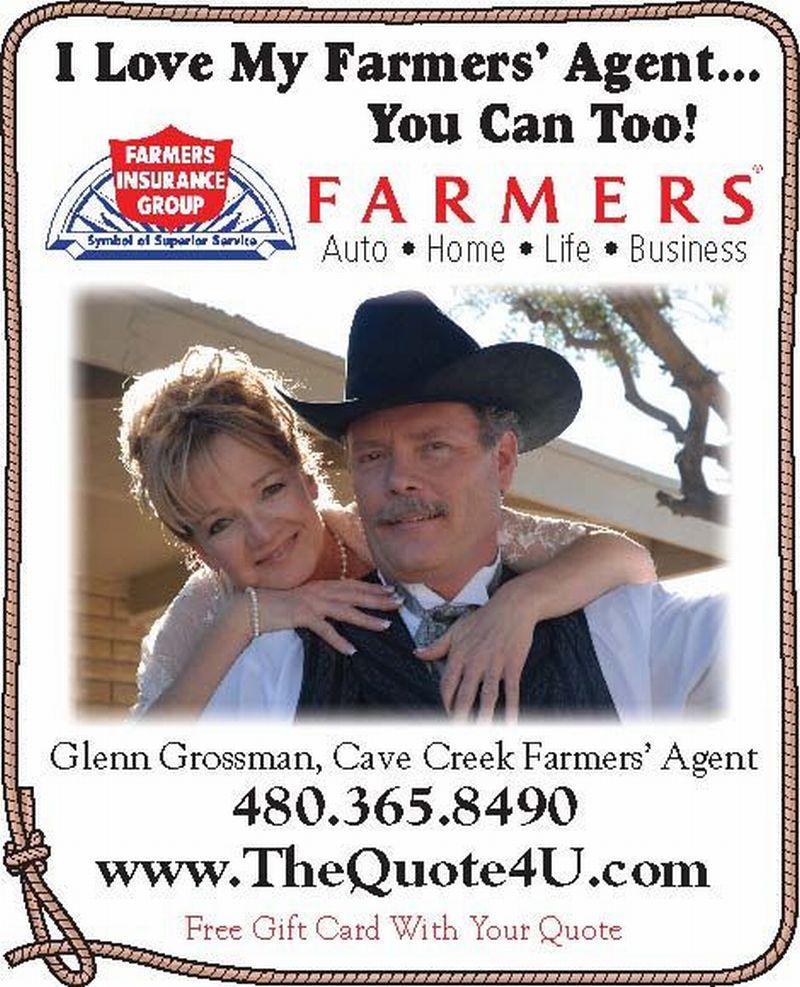 I Love My Farmers' Agent...
You Can Too!
FARMERS
INSURANCE
GROUP
Symbol of Superior Service
FARMERS®
Auto • Home • Life • Business
Glenn Grossman, Cave Creek Farmers' Agent
480.365.8490
www.TheQuote4U.com
Free Gift Card With Your Quote